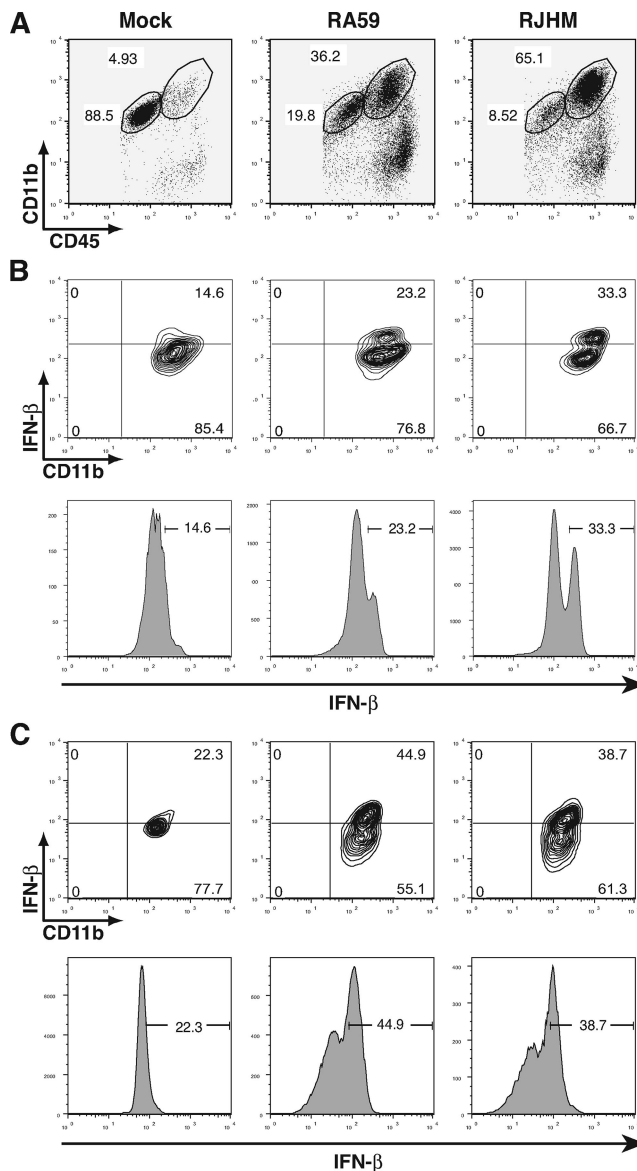 A
Mock
RA59
RJHM
4.93
88.5
36.2
19.8
65.1
8.52
CD11b
CD45
B
0
14.6
0
85.4
0
23.2
0
76.8
0
33.3
0
66.7
IFN-β
CD11b
14.6
23.2
33.3
IFN-β
C
0
22.3
0
77.7
0
44.9
0
55.1
0
38.7
0
61.3
IFN-β
CD11b
22.3
44.9
38.7
IFN-β